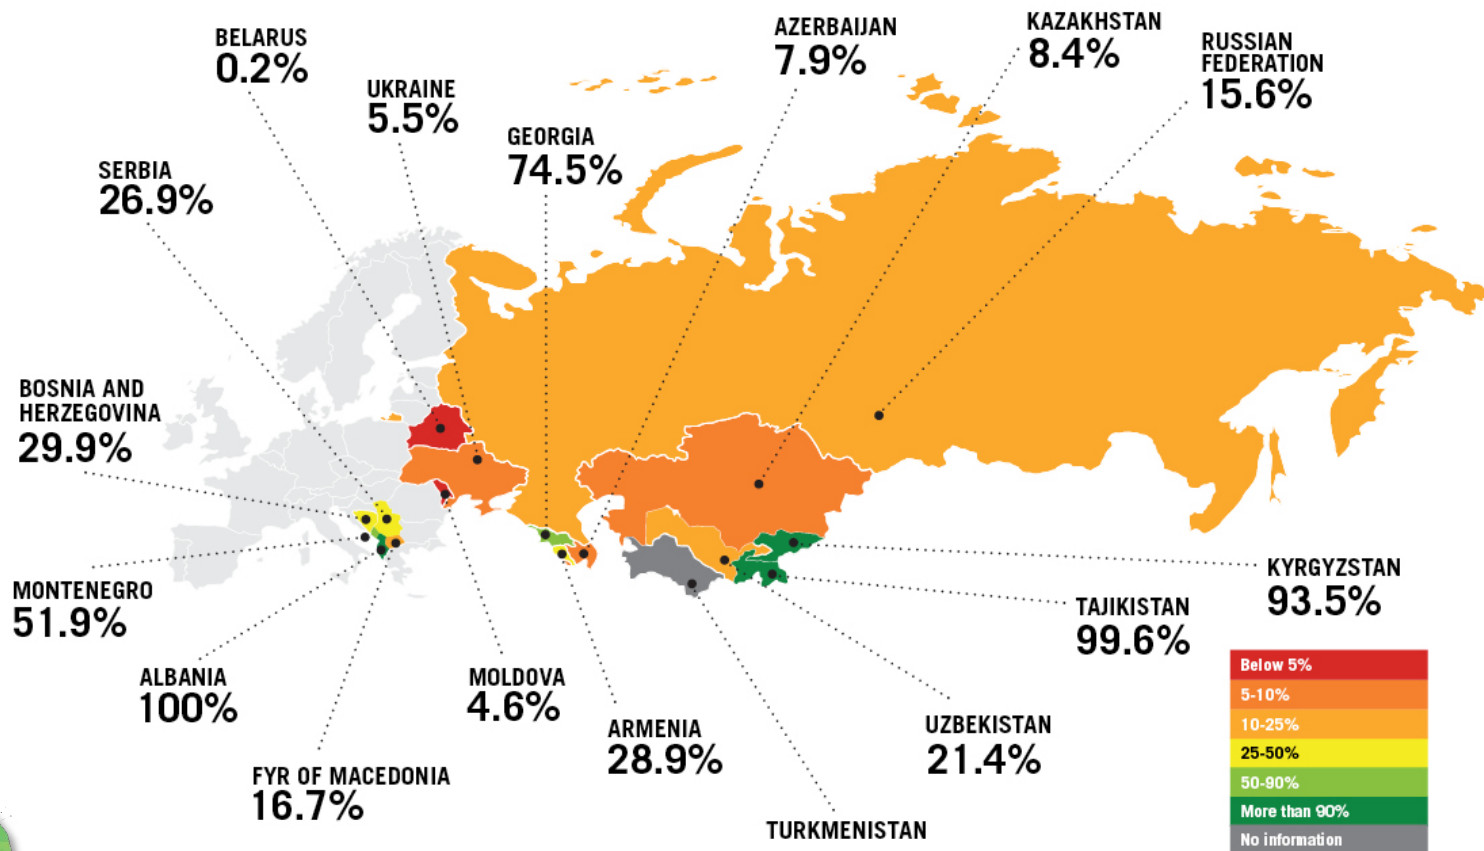 BELARUS
0.2%
UKRAINE
5.5%
SERBIA
26.9%
GEORGIA
74.5%
AZERBAIJAN
7.9%
KAZAKHSTAN
8.4%
RUSSIAN
FEDERATION
15.6%
BOSNIA AND
HERZEGOVINA
29.9%
MONTENEGRO
51.9%
ALBANIA
100%
FYR OF MACEDONIA
16.7%
MOLDOVA
4.6%
ARMENIA
28.9%
TURKMENISTAN
UZBEKISTAN
21.4%
TAJIKISTAN
99.6%
KYRGYZSTAN
93.5%
Below 5%
5-10%
10-25%
25-50%
50-90%
More than 90%
No information